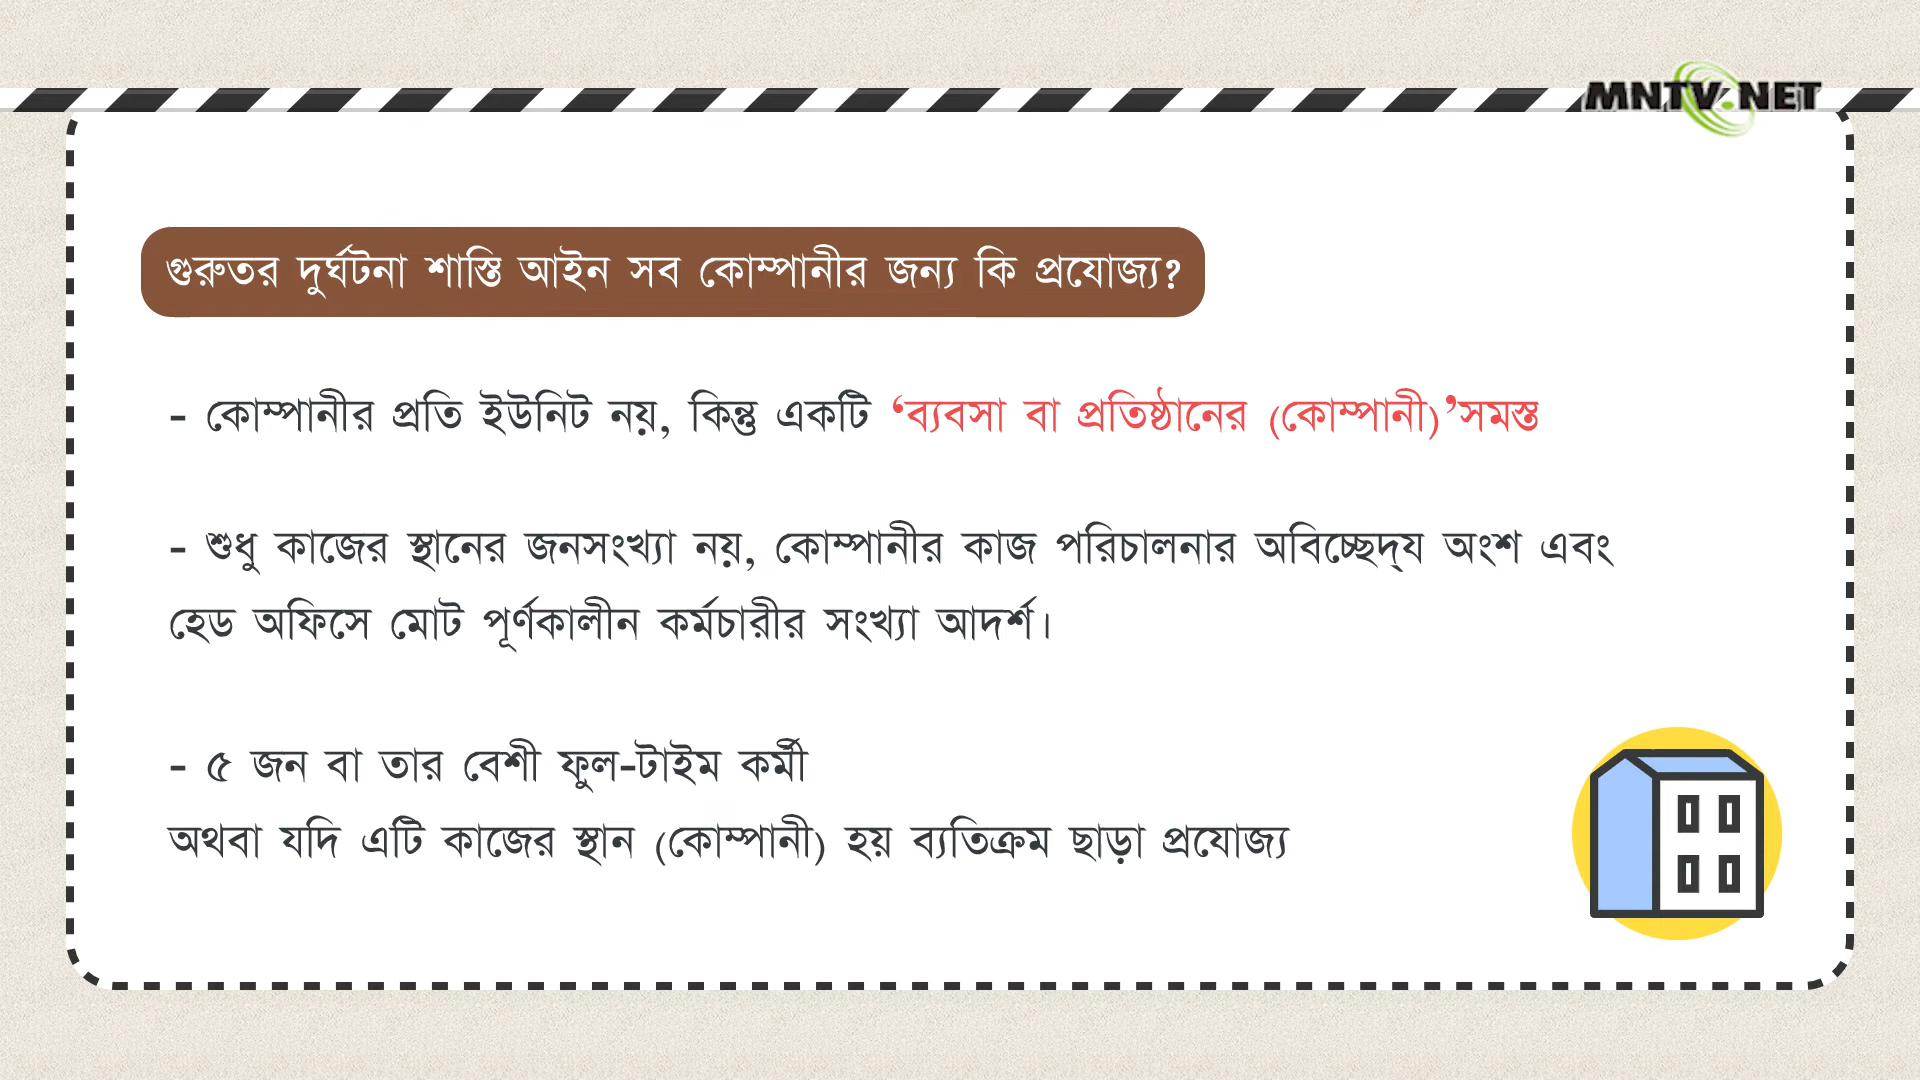 MNTV.NET
গুরুতর দুর্ঘটনা শাস্তি আইন সব কোম্পানীর জন্য কি প্রযোজ্য?
- কোম্পানীর প্রতি ইউনিট নয়, কিন্তু একটি ‘ব্যবসা বা প্রতিষ্ঠানের (কোম্পানী)’সমস্ত
- শুধু কাজের স্থানের জনসংখ্যা নয়, কোম্পানীর কাজ পরিচালনার অবিচ্ছেদ্‌য অংশ এবং
হেড অফিসে মোট পূর্ণকালীন কর্মচারীর সংখ্যা আদর্শ।
- ৫ জন বা তার বেশী ফুল-টাইম কর্মী
অথবা যদি এটি কাজের স্থান (কোম্পানী) হয় ব্যতিক্রম ছাড়া প্রযোজ্য